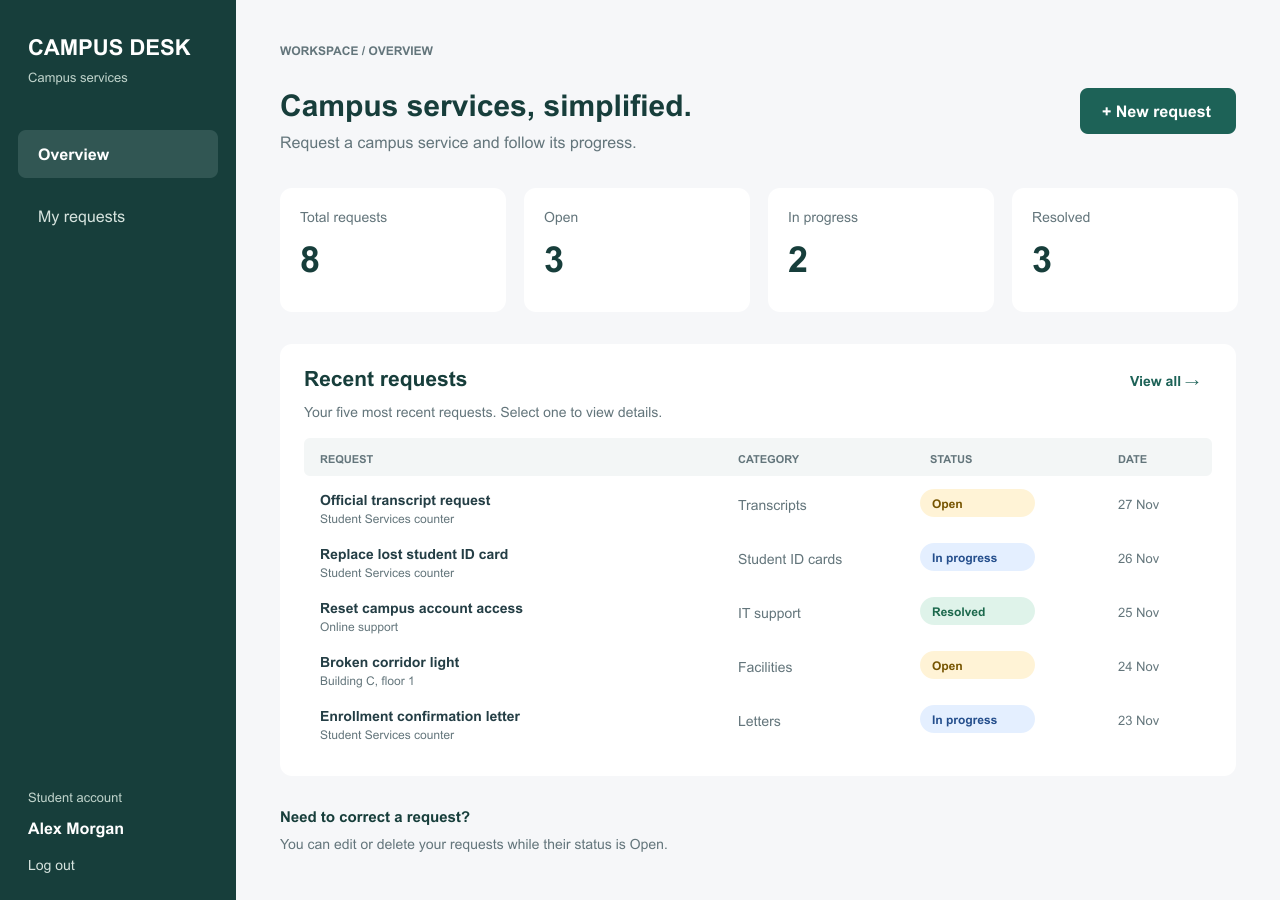 CAMPUS DESK
Campus services
Overview
My requests
Student account
Alex Morgan
Log out
WORKSPACE / OVERVIEW
Campus services, simplified.
Request a campus service and follow its progress.
+ New request
Total requests
8
Open
3
In progress
2
Resolved
3
Recent requests
View all →
Your five most recent requests. Select one to view details.
REQUEST CATEGORY STATUS DATE
Official transcript request
Student Services counter
Transcripts Open 27 Nov
Replace lost student ID card
Student Services counter
Student ID cards In progress 26 Nov
Reset campus account access
Online support
IT support Resolved 25 Nov
Broken corridor light
Building C, floor 1
Facilities Open 24 Nov
Enrollment confirmation letter
Student Services counter
Letters In progress 23 Nov
Need to correct a request?
You can edit or delete your requests while their status is Open.